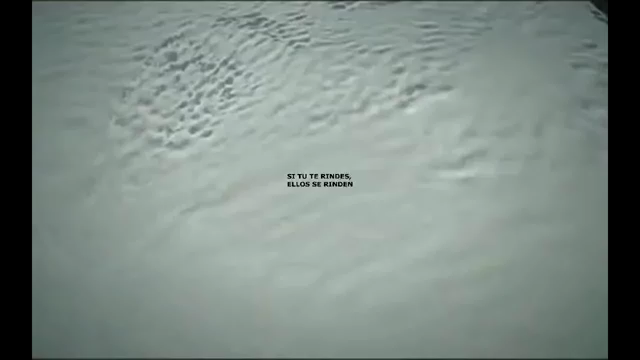 SI TU TE RINDES,
ELLOS SE RINDEN